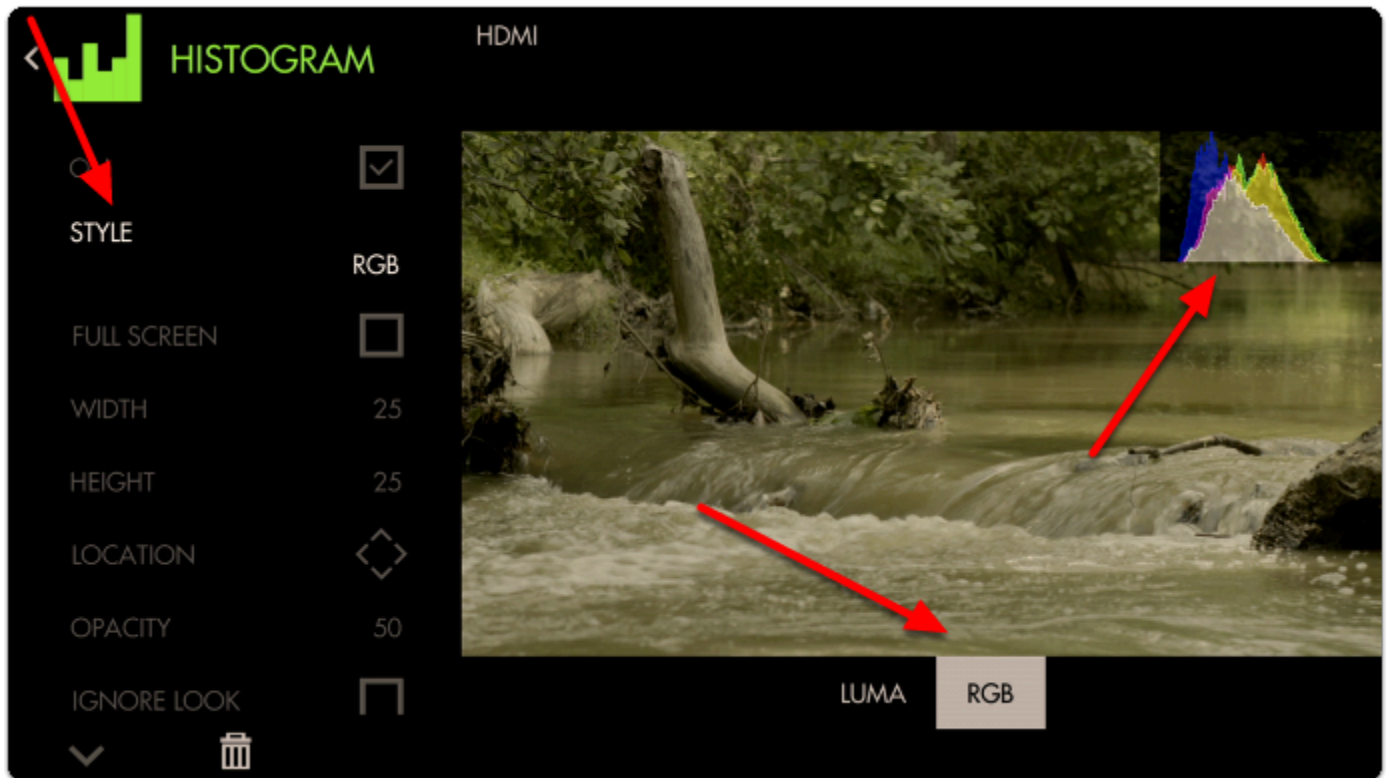 HISTOGRAM
HDMI
STYLE
RGB
FULL SCREEN
WIDTH 25
HEIGHT 25
LOCATION
OPACITY 50
IGNORE LOOK
LUMA RGB